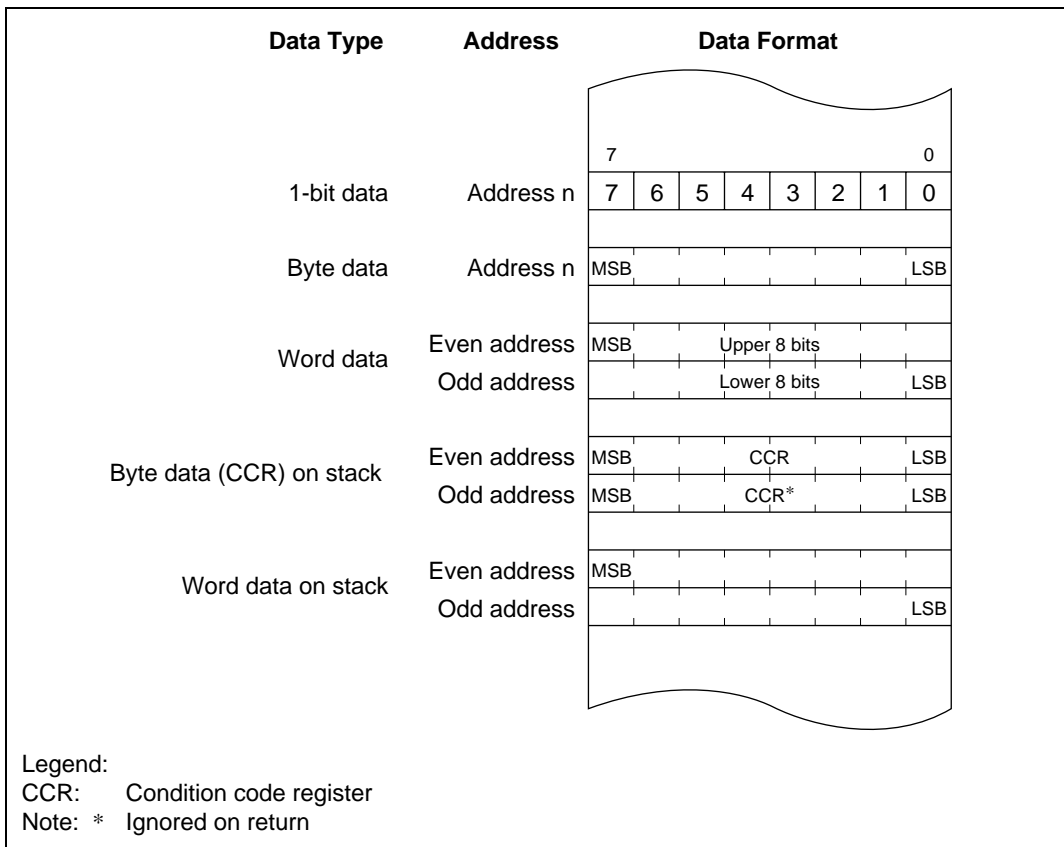 Data Type Address Data Format
7 0
1-bit data Address n 7 6 5 4 3 2 1 0
Byte data Address n MSB LSB
Word data Even address MSB Upper 8 bits
Odd address Lower 8 bits LSB
Byte data (CCR) on stack Even address MSB CCR LSB
Odd address MSB CCR* LSB
Word data on stack Even address MSB
Odd address LSB
Legend:
CCR: Condition code register
Note: * Ignored on return